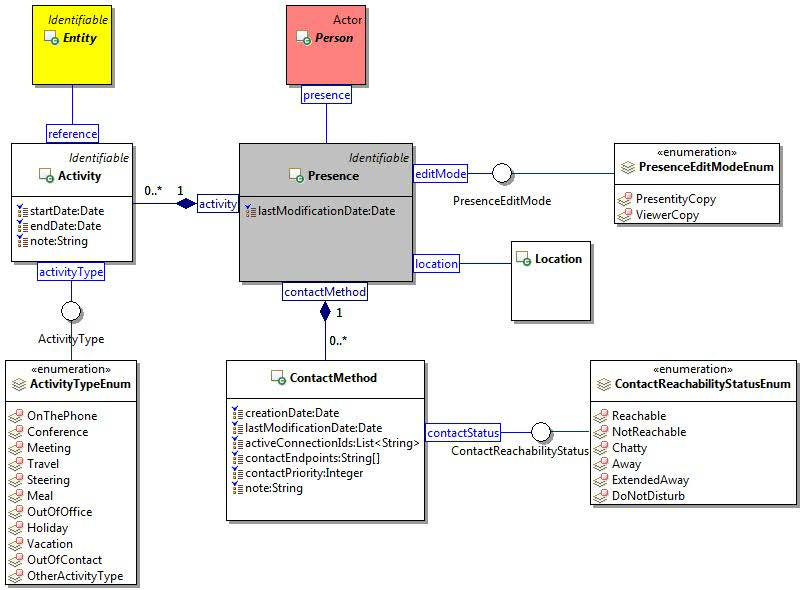 Identifiable
Entity
Actor
Person
presence
reference
Identifiable
Activity
startDate:Date
endDate:Date
note:String
0..*
1
activity
Identifiable
Presence
lastModificationDate:Date
editMode
PresenceEditMode
«enumeration»
PresenceEditModeEnum
PresentityCopy
ViewerCopy
location
Location
activityType
ActivityType
contactMethod
1
0..*
«enumeration»
ActivityTypeEnum
OnThePhone
Conference
Meeting
Travel
Steering
Meal
OutOfOffice
Holiday
Vacation
OutOfContact
OtherActivityType
ContactMethod
creationDate:Date
lastModificationDate:Date
activeConnectionIds:List<String>
contactEndpoints:String[]
contactPriority:Integer
note:String
contactStatus
ContactReachabilityStatus
«enumeration»
ContactReachabilityStatusEnum
Reachable
NotReachable
Chatty
Away
ExtendedAway
DoNotDisturb